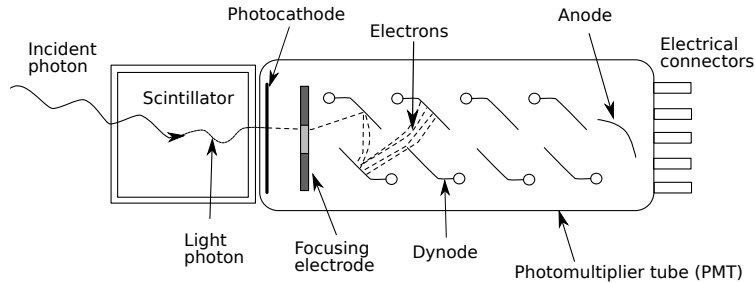 Photocathode
Anode
Electrons
Incident
photon
Electrical
connectors
Scintillator
Light
photon
Focusing
electrode
Dynode
Photomultiplier tube (PMT)